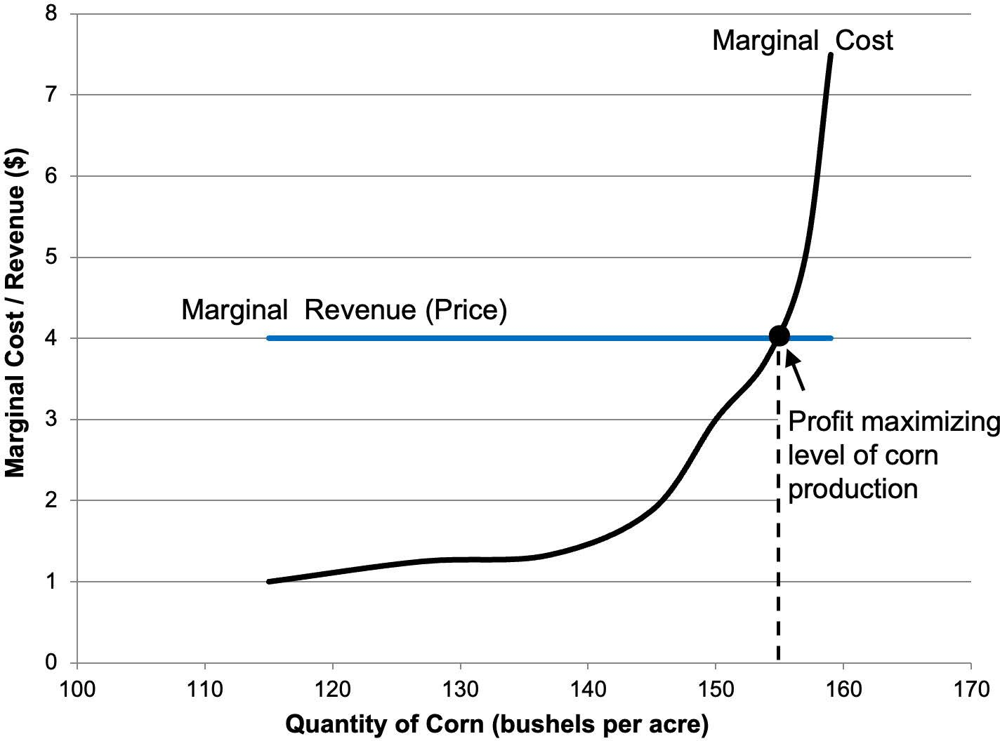 8
Marginal Cost
7
6
5
Marginal Revenue (Price)
4
3
Profit maximizing
level of corn
production
2
1
0
100 110 120 130 140 150 160 170
Marginal Cost / Revenue ($)
Quantity of Corn (bushels per acre)